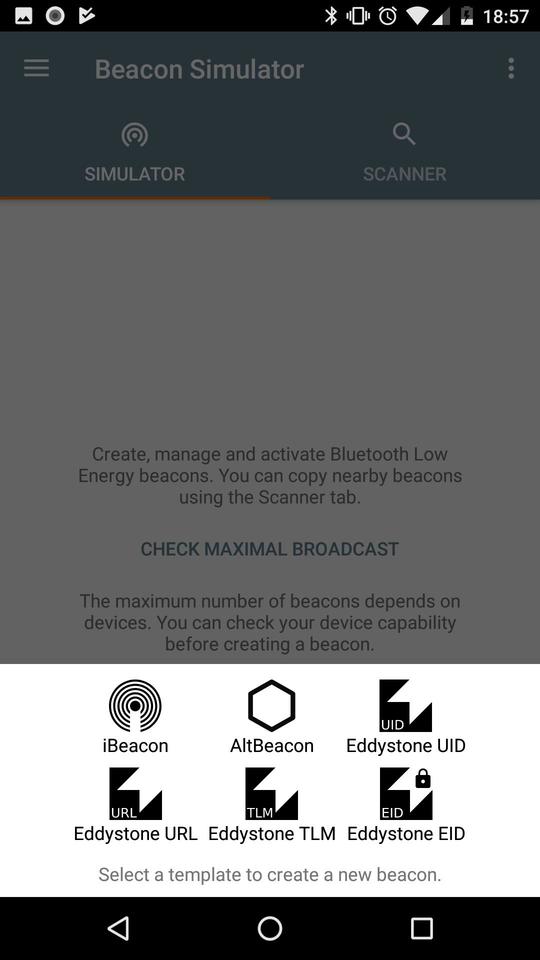 18:57
Beacon Simulator
SIMULATOR
SCANNER
Create, manage and activate Bluetooth Low
Energy beacons. You can copy nearby beacons
using the Scanner tab.
CHECK MAXIMAL BROADCAST
The maximum number of beacons depends on
devices. You can check your device capability
before creating a beacon.
UID
iBeacon
AltBeacon
Eddystone UID
URL
TLM
EID
Eddystone URL
Eddystone TLM
Eddystone EID
Select a template to create a new beacon.